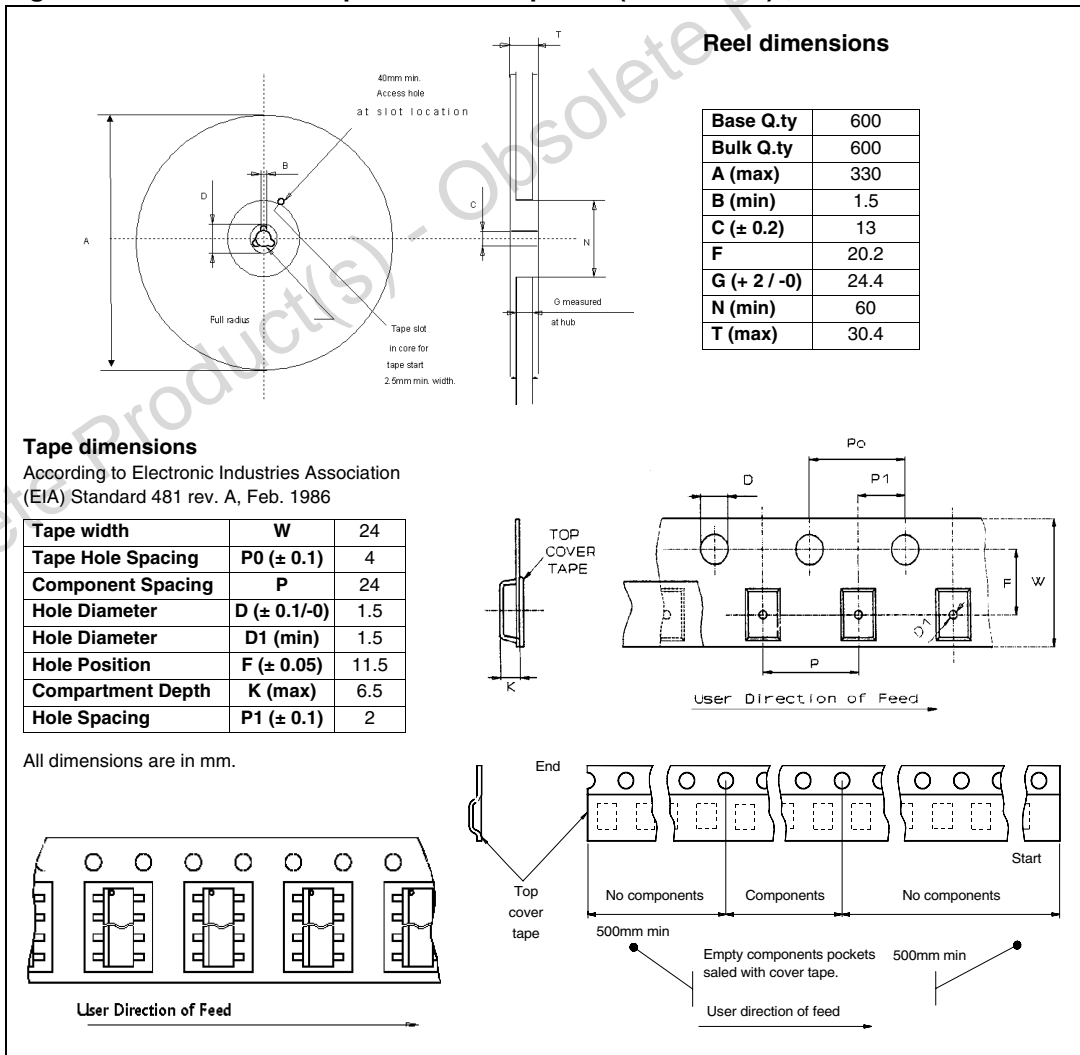 Reel dimensions
Base Q.ty 600
Bulk Q.ty 600
A (max) 330
B (min) 1.5
C (± 0.2) 13
F 20.2
G (+ 2 / -0) 24.4
N (min) 60
T (max) 30.4
T
40mm min.
Access hole
at slot location
B
D
C
A
N
G measured
at hub
Full radius
Tape slot
in core for
tape start
2.5mm min. width.
Tape dimensions
According to Electronic Industries Association
(EIA) Standard 481 rev. A, Feb. 1986
Tape width W 24
Tape Hole Spacing P0 (± 0.1) 4
Component Spacing P 24
Hole Diameter D (± 0.1/-0) 1.5
Hole Diameter D1 (min) 1.5
Hole Position F (± 0.05) 11.5
Compartment Depth K (max) 6.5
Hole Spacing P1 (± 0.1) 2
All dimensions are in mm.
Po
D
P1
TOP
COVER
TAPE
F
W
D1
K
P
User Direction of Feed
End
Start
Top
cover
tape
No components
Components
No components
500mm min
Empty components pockets
saled with cover tape.
500mm min
User direction of feed
User Direction of Feed
Product(s) - Obsolete